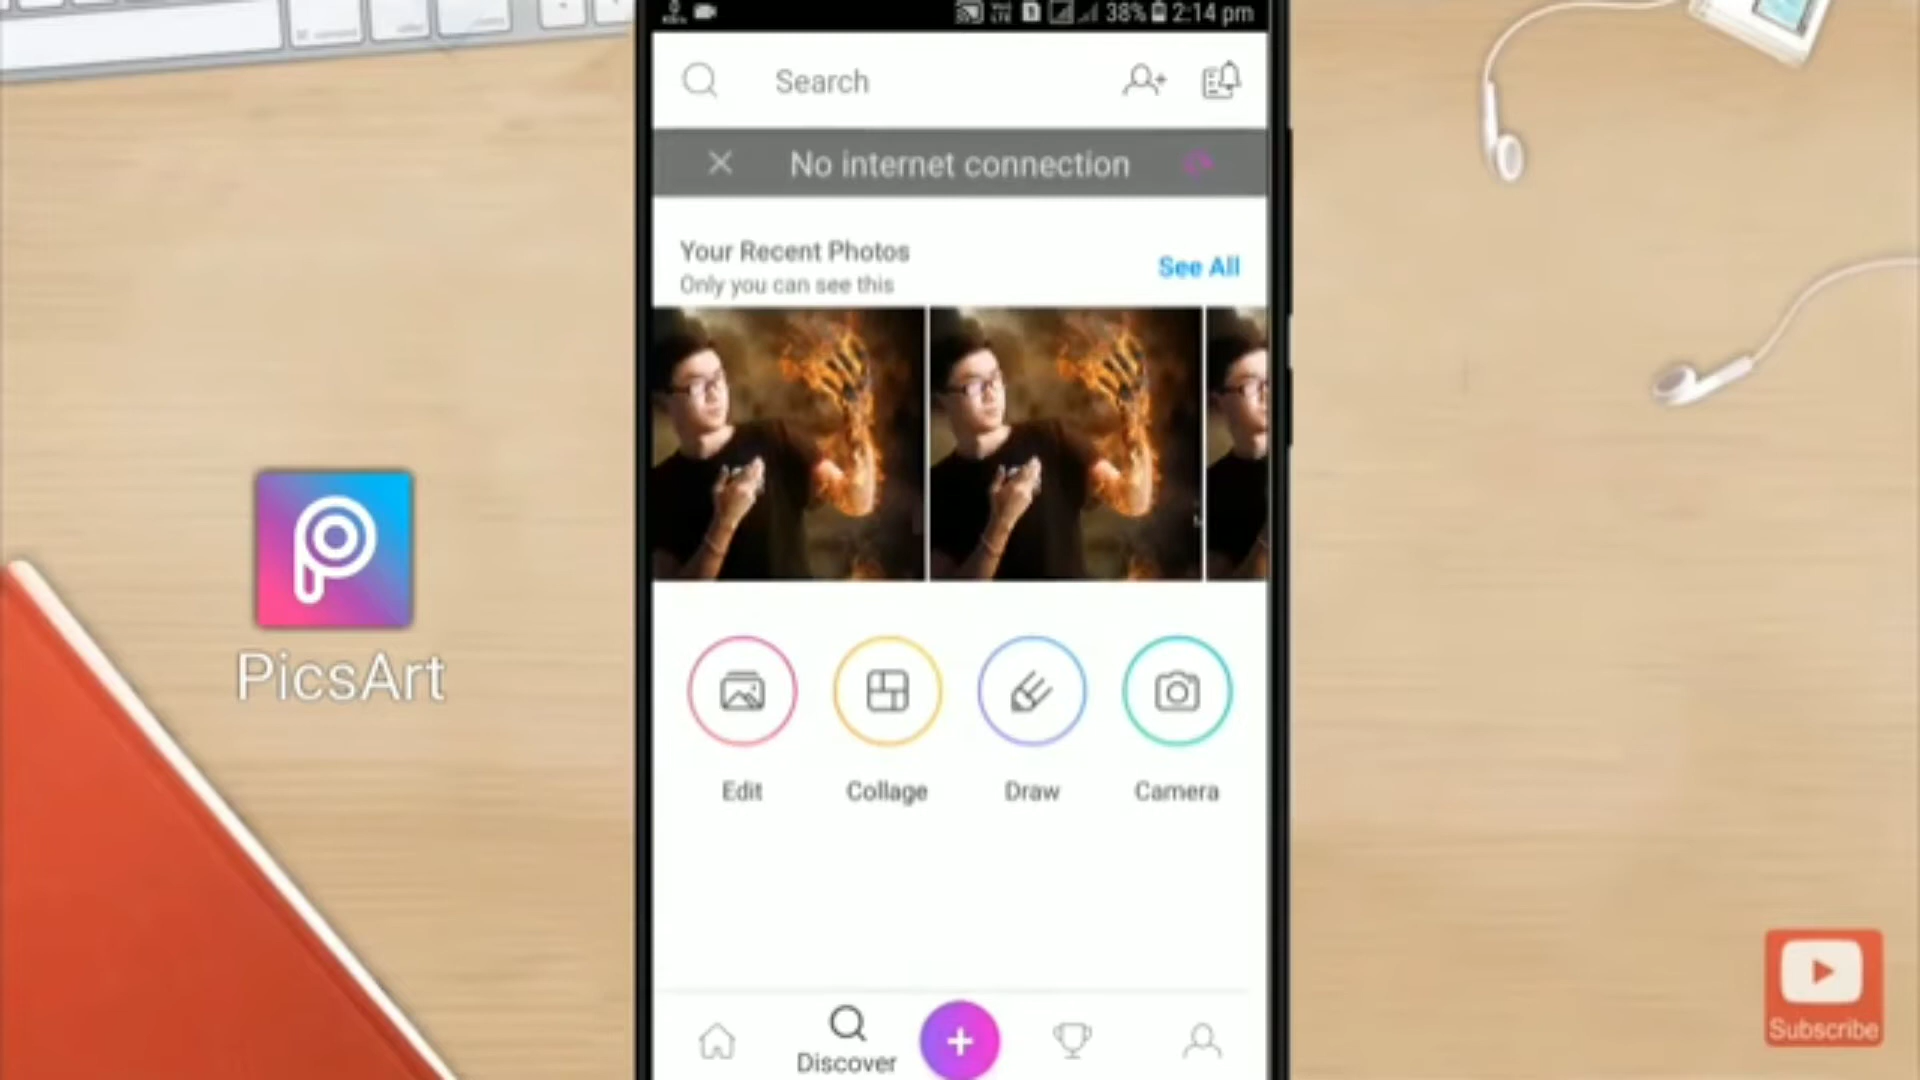 38% 2:14 pm
Search
No internet connection
Your Recent Photos
See All
Only you can see this
PicsArt
Edit
Collage
Draw
Camera
Discover
Subscribe